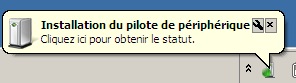 Installation du pilote de périphérique
Cliquez ici pour obtenir le statut.